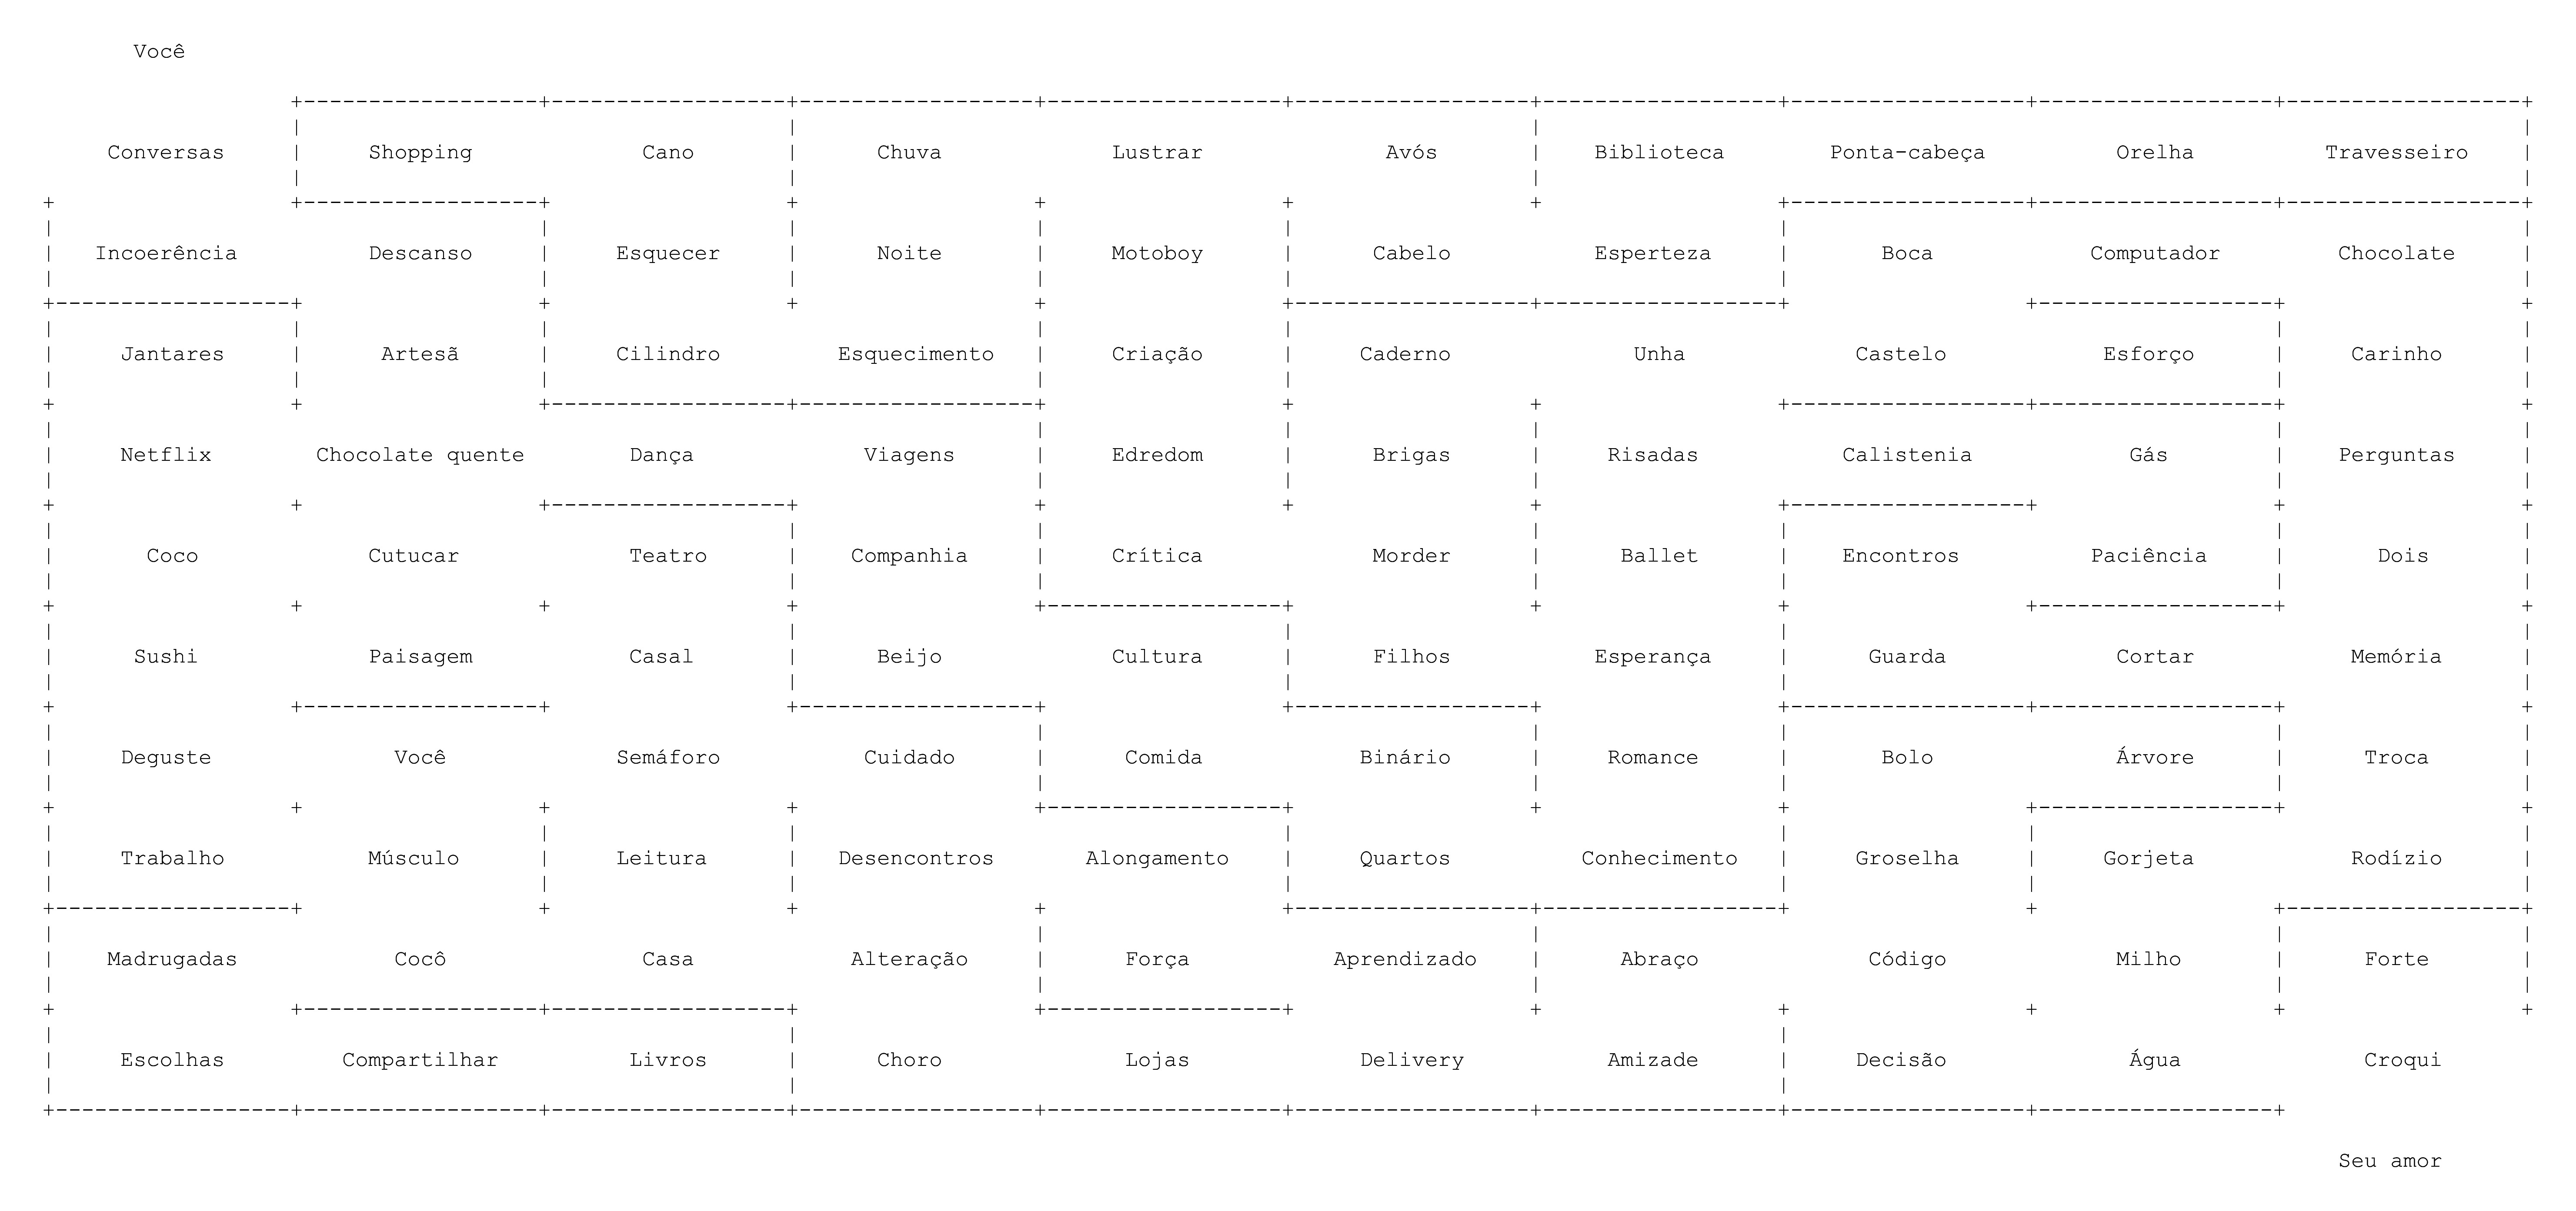 Você
Conversas Shopping Cano Chuva Lustrar Avós Biblioteca Ponta-cabeça Orelha Travesseiro
Incoerência Descanso Esquecer Noite Motoboy Cabelo Esperteza Boca Computador Chocolate
Jantares Artesã Cilindro Esquecimento Criação Caderno Unha Castelo Esforço Carinho
Netflix Chocolate quente Dança Viagens Edredom Brigas Risadas Calistenia Gás Perguntas
Coco Cutucar Teatro Companhia Crítica Morder Ballet Encontros Paciência Dois
Sushi Paisagem Casal Beijo Cultura Filhos Esperança Guarda Cortar Memória
Deguste Você Semáforo Cuidado Comida Binário Romance Bolo Árvore Troca
Trabalho Músculo Leitura Desencontros Alongamento Quartos Conhecimento Groselha Gorjeta Rodízio
Madrugadas Cocô Casa Alteração Força Aprendizado Abraço Código Milho Forte
Escolhas Compartilhar Livros Choro Lojas Delivery Amizade Decisão Água Croqui
Seu amor